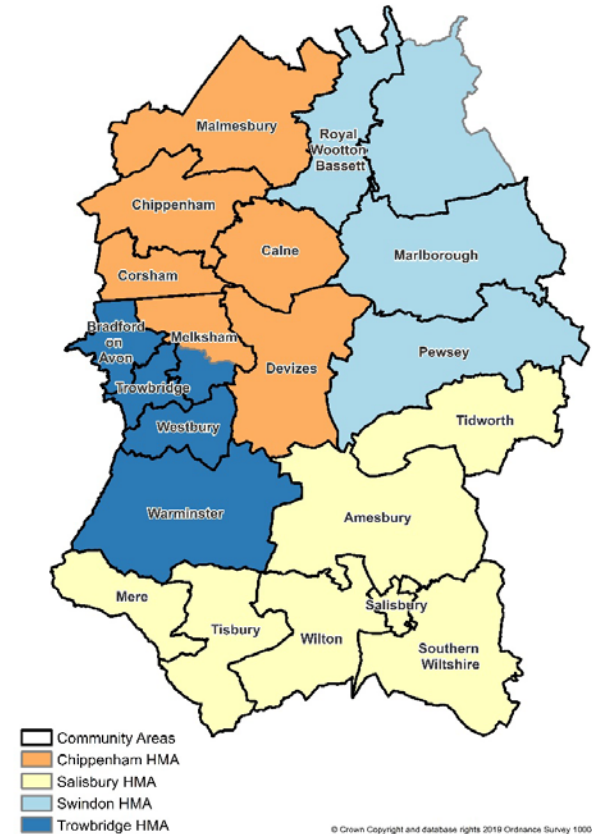 Malmesbury
Royal
Wootton
Bassett
Chippenham
Calne
Marlborough
Corsham
Bradford
on
Avon
Melksham
Devizes
Pewsey
Trowbridge
Westbury
Tidworth
Warminster
Amesbury
Mere
Tisbury
Wilton
Salisbury
Southern
Wiltshire
Community Areas
Chippenham HMA
Salisbury HMA
Swindon HMA
Trowbridge HMA
© Crown Copyright and database rights 2019 Ordnance Survey 1000